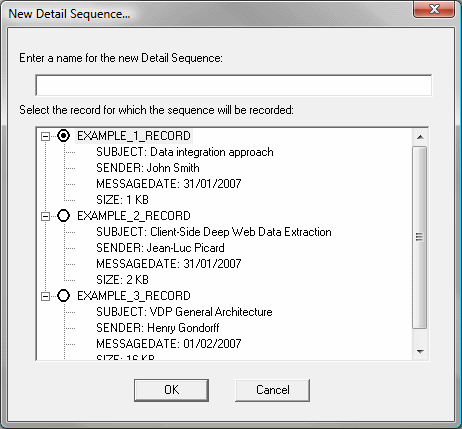 New Detail Sequence...
Enter a name for the new Detail Sequence:
Select the record for which the sequence will be recorded:
EXAMPLE_1_RECORD
SUBJECT: Data integration approach
SENDER: John Smith
MESSAGEDATE: 31/01/2007
SIZE: 1 KB
EXAMPLE_2_RECORD
SUBJECT: Client-Side Deep Web Data Extraction
SENDER: Jean-Luc Picard
MESSAGEDATE: 31/01/2007
SIZE: 2 KB
EXAMPLE_3_RECORD
SUBJECT: VDP General Architecture
SENDER: Henry Gondorff
MESSAGEDATE: 01/02/2007
SIZE: 16 KB
OK Cancel